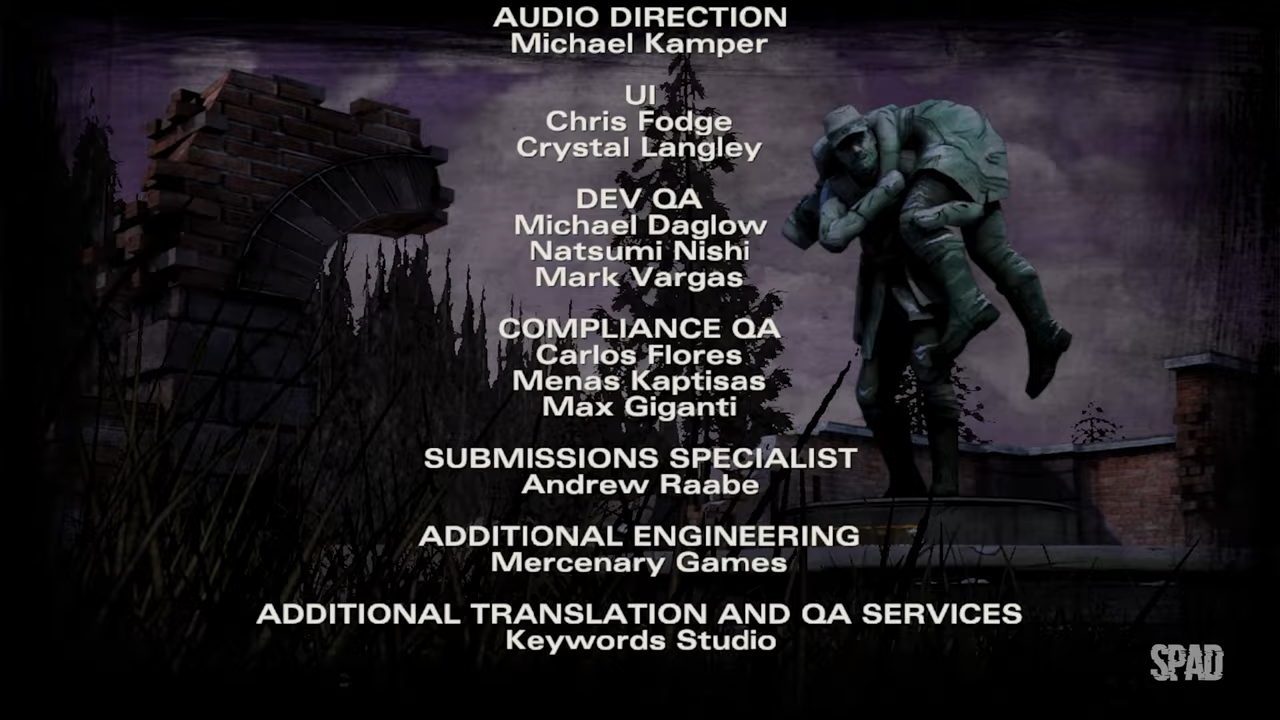 AUDIO DIRECTION
Michael Kamper
UI
Chris Fodge
Crystal Langley
DEV QA
Michael Daglow
Natsumi Nishi
Mark Vargas
COMPLIANCE QA
Carlos Flores
Menas Kaptisas
Max Giganti
SUBMISSIONS SPECIALIST
Andrew Raabe
ADDITIONAL ENGINEERING
Mercenary Games
ADDITIONAL TRANSLATION AND QA SERVICES
Keywords Studio
SPAD